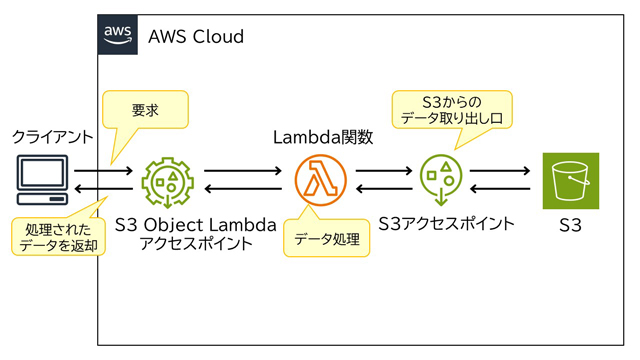 aws
AWS Cloud
要求
S3からの
データ取り出し口
クライアント
Lambda関数
処理された
データを返却
S3 Object Lambda
アクセスポイント
データ処理
S3アクセスポイント
S3